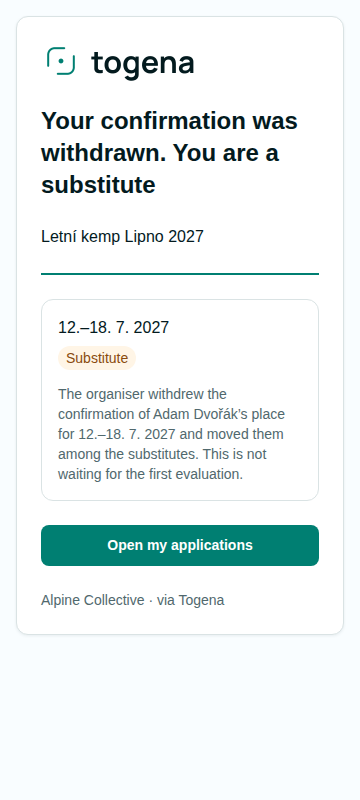 togena
Your confirmation was
withdrawn. You are a
substitute
Letní kemp Lipno 2027
12.–18. 7. 2027
Substitute
The organiser withdrew the
confirmation of Adam Dvořák’s place
for 12.–18. 7. 2027 and moved them
among the substitutes. This is not
waiting for the first evaluation.
Open my applications
Alpine Collective · via Togena